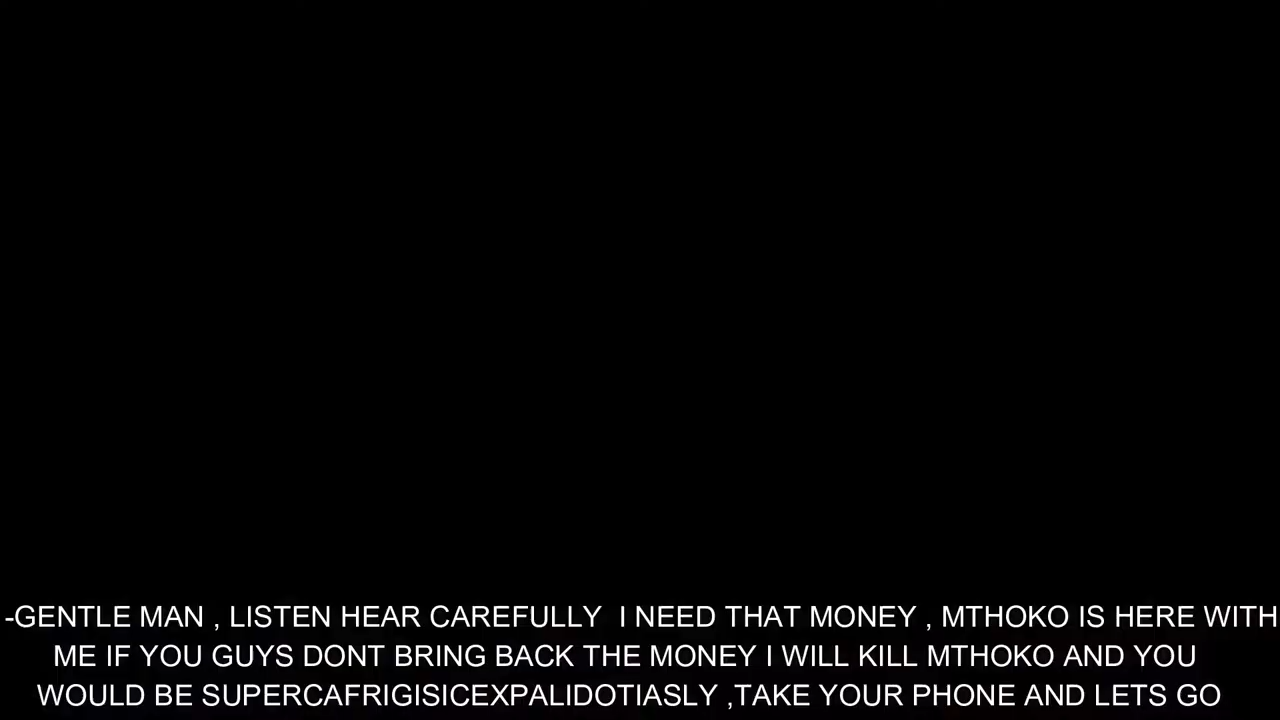 -GENTLE MAN , LISTEN HEAR CAREFULLY  I NEED THAT MONEY , MTHOKO IS HERE WITH
ME IF YOU GUYS DONT BRING BACK THE MONEY I WILL KILL MTHOKO AND YOU
WOULD BE SUPERCAFRIGISICEXPALIDOTIASLY ,TAKE YOUR PHONE AND LETS GO